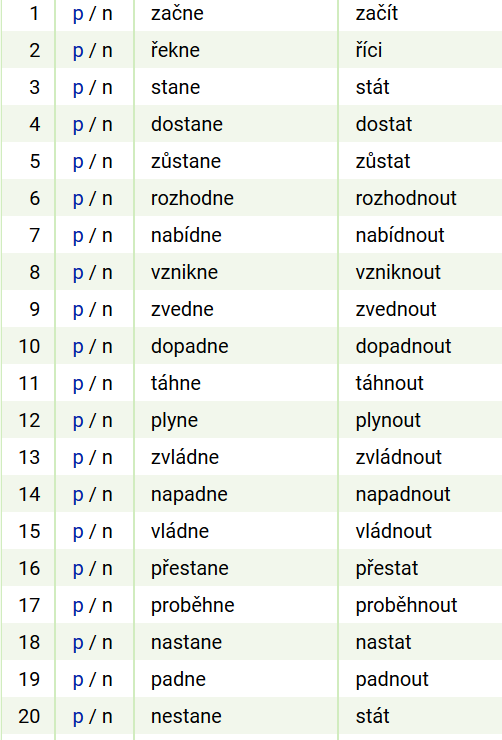 1 p / n začne začít
2 p / n řekne říci
3 p / n stane stát
4 p / n dostane dostat
5 p / n zůstane zůstat
6 p / n rozhodne rozhodnout
7 p / n nabídne nabídnout
8 p / n vznikne vzniknout
9 p / n zvedne zvednout
10 p / n dopadne dopadnout
11 p / n táhne táhnout
12 p / n plyne plynout
13 p / n zvládne zvládnout
14 p / n napadne napadnout
15 p / n vládne vládnout
16 p / n přestane přestat
17 p / n proběhne proběhnout
18 p / n nastane nastat
19 p / n padne padnout
20 p / n nestane stát